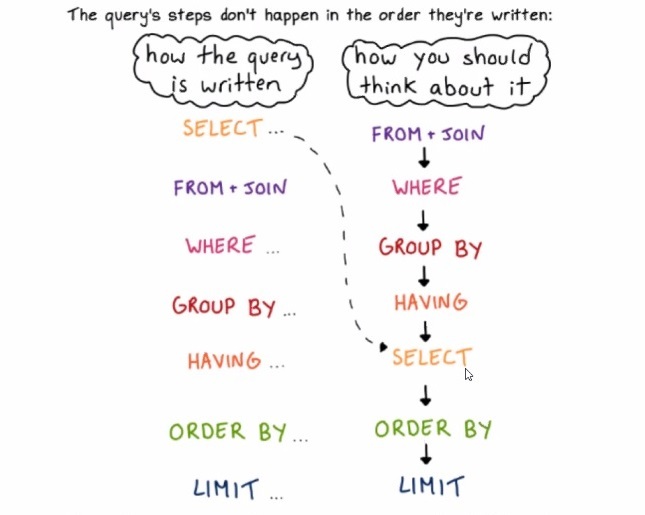 The query's steps don't happen in the order they're written:
how the query
is written
SELECT ...
FROM + JOIN
WHERE ...
GROUP BY ...
HAVING ...
ORDER BY ...
LIMIT ...
how you should
think about it
FROM + JOIN
WHERE
GROUP BY
HAVING
SELECT
ORDER BY
LIMIT